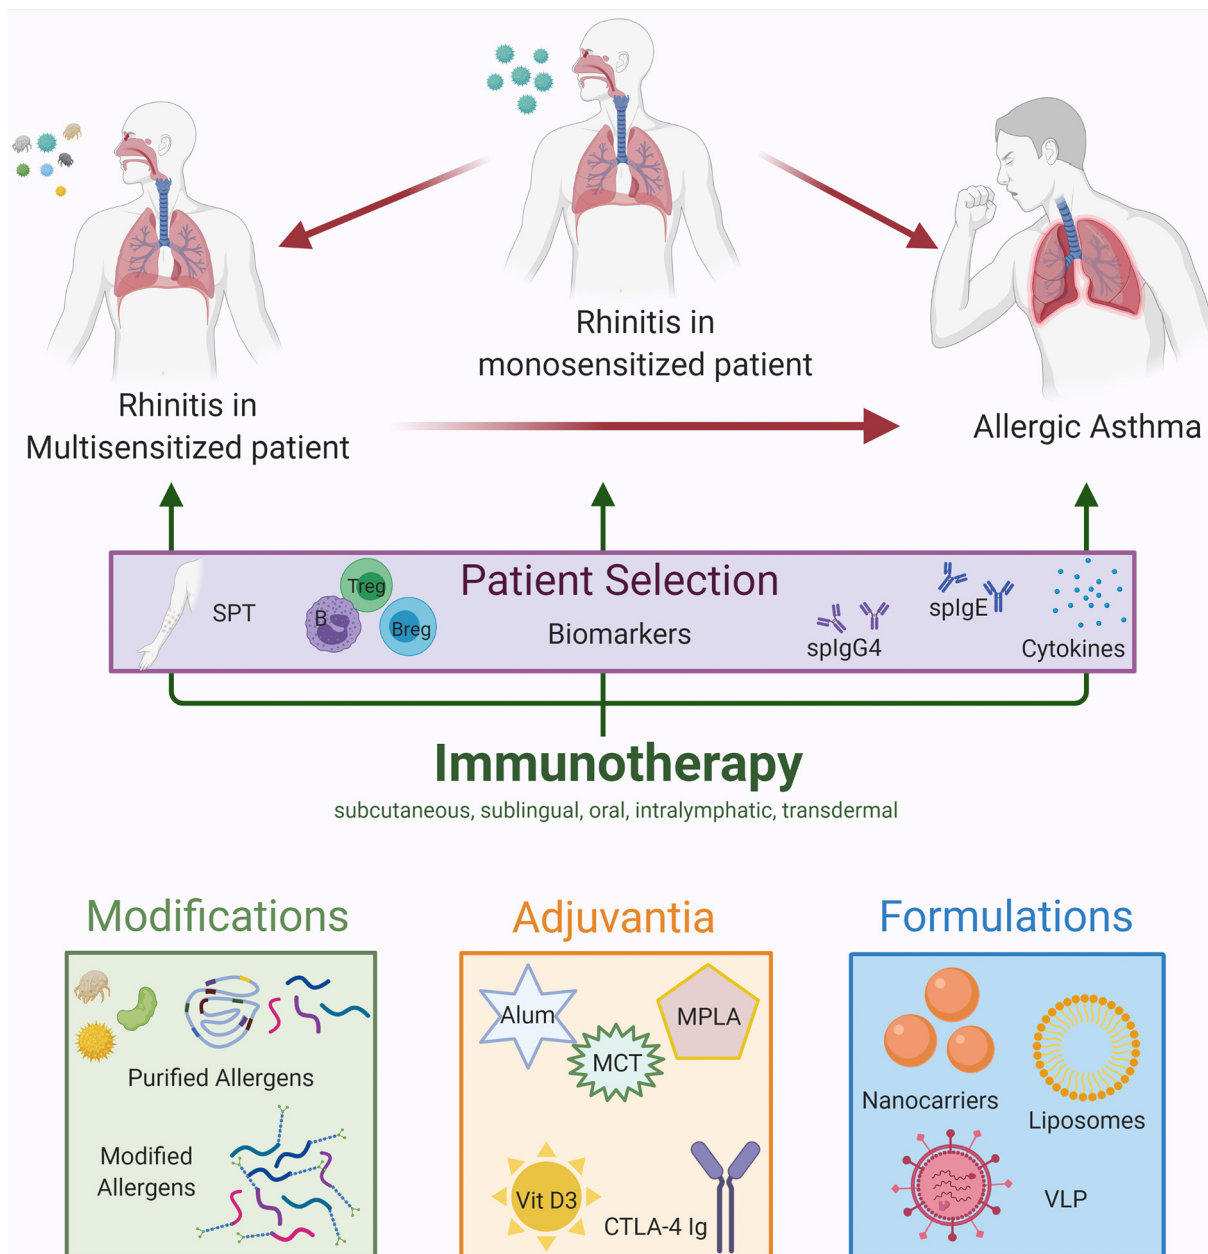 Rhinitis in
monosensitized patient
Rhinitis in
Multisensitized patient
Allergic Asthma
Patient Selection
SPT
Treg
B
Breg
Biomarkers
spIgG4
spIgE
Cytokines
Immunotherapy
subcutaneous, sublingual, oral, intralymphatic, transdermal
Modifications
Purified Allergens
Modified
Allergens
Adjuvantia
Alum
MPLA
MCT
Vit D3
CTLA-4 Ig
Formulations
Nanocarriers
Liposomes
VLP